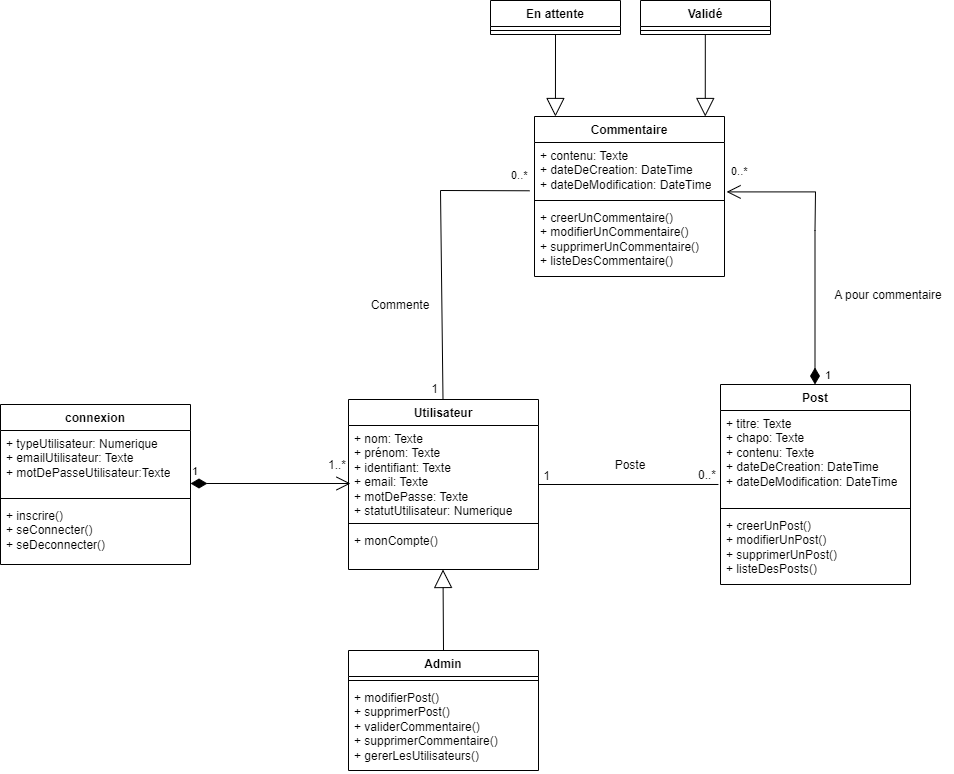 En attente
Validé
Commentaire
+ contenu: Texte
+ dateDeCreation: DateTime
+ dateDeModification: DateTime
+ creerUnCommentaire()
+ modifierUnCommentaire()
+ supprimerUnCommentaire()
+ listeDesCommentaire()
0..*
0..*
Commente
A pour commentaire
1
1
connexion
+ typeUtilisateur: Numerique
+ emailUtilisateur: Texte
+ motDePasseUtilisateur:Texte
+ inscrire()
+ seConnecter()
+ seDeconnecter()
1
1..*
Utilisateur
+ nom: Texte
+ prénom: Texte
+ identifiant: Texte
+ email: Texte
+ motDePasse: Texte
+ statutUtilisateur: Numerique
+ monCompte()
1
Poste
0..*
Post
+ titre: Texte
+ chapo: Texte
+ contenu: Texte
+ dateDeCreation: DateTime
+ dateDeModification: DateTime
+ creerUnPost()
+ modifierUnPost()
+ supprimerUnPost()
+ listeDesPosts()
Admin
+ modifierPost()
+ supprimerPost()
+ validerCommentaire()
+ supprimerCommentaire()
+ gererLesUtilisateurs()